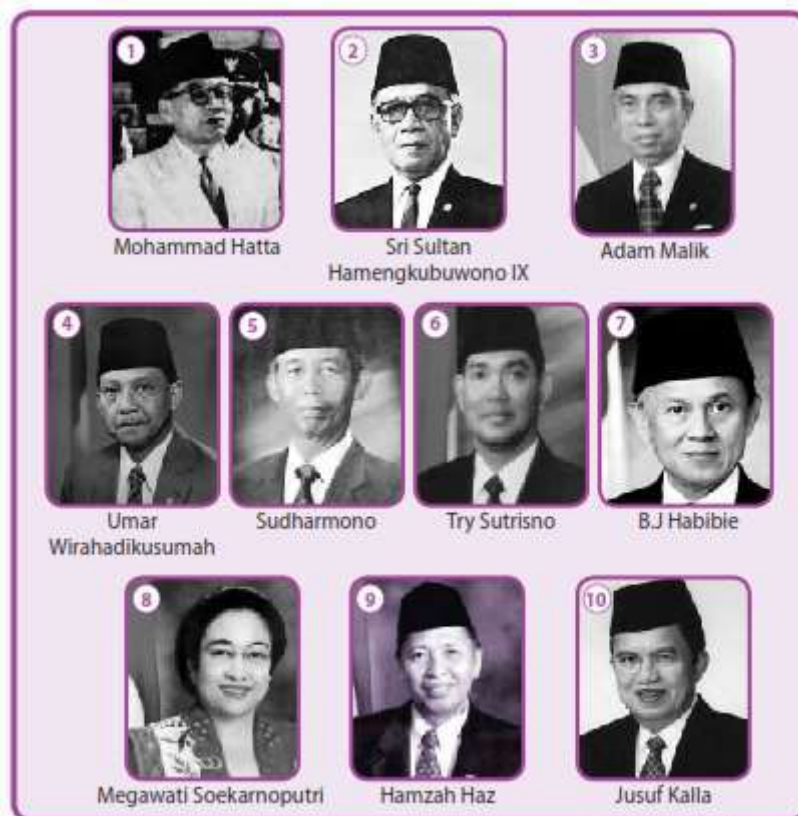 1
2
3
Mohammad Hatta
Sri Sultan
Hamengkubuwono IX
Adam Malik
4
5
6
7
Umar
Wirahadikusumah
Sudharmono
Try Sutrisno
B.J Habibie
8
9
10
Megawati Soekarnoputri
Hamzah Haz
Jusuf Kalla